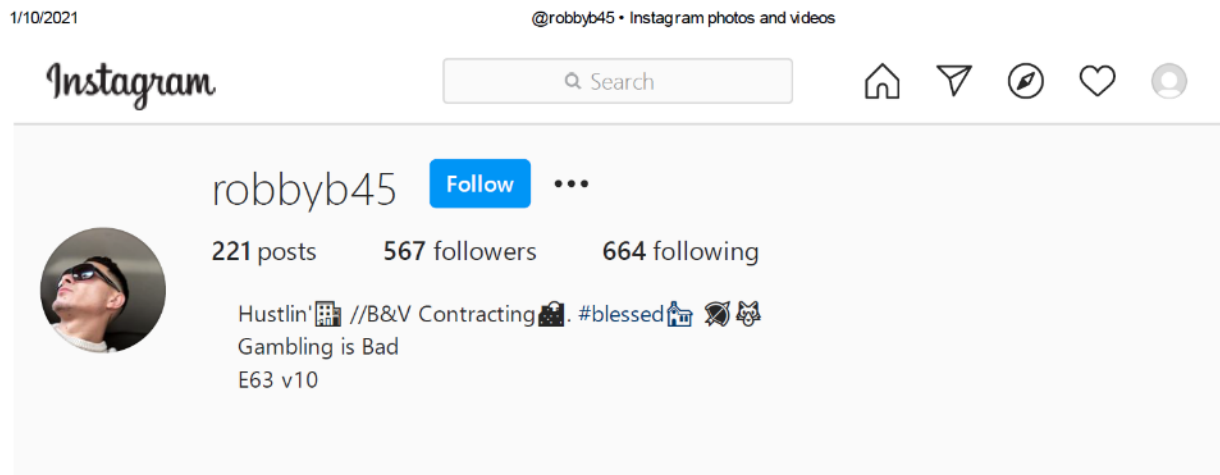 1/10/2021 @robbyb45 • Instagram photos and videos
Instagram Search
robbyb45 Follow •••
221 posts 567 followers 664 following
Hustlin'🏢 //B&V Contracting🌃. #blessed🏫 🏹🐺
Gambling is Bad
E63 v10